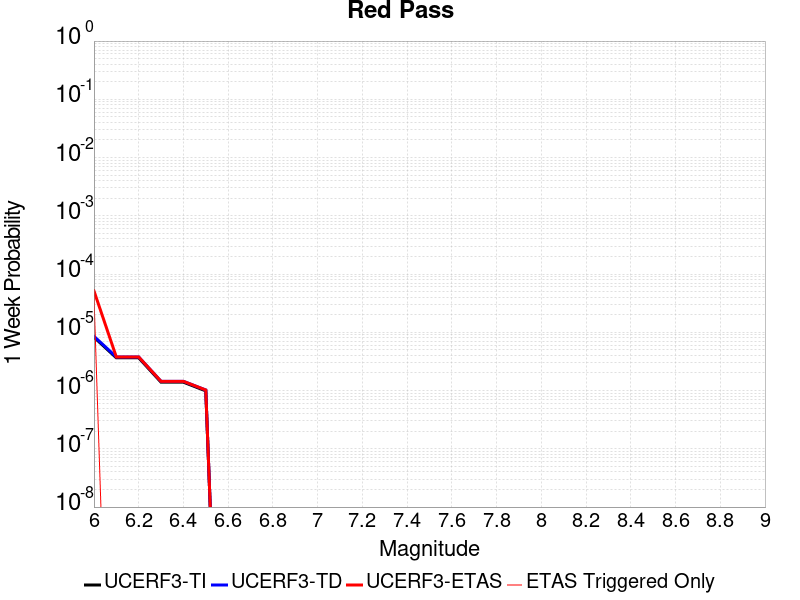 Red Pass
10 0
10 -1
10 -2
10 -3
10 -4
10 -5
10 -6
10 -7
10 -8
1 Week Probability
6 6.2 6.4 6.6 6.8 7 7.2 7.4 7.6 7.8 8 8.2 8.4 8.6 8.8 9
Magnitude
UCERF3-TI UCERF3-TD UCERF3-ETAS ETAS Triggered Only